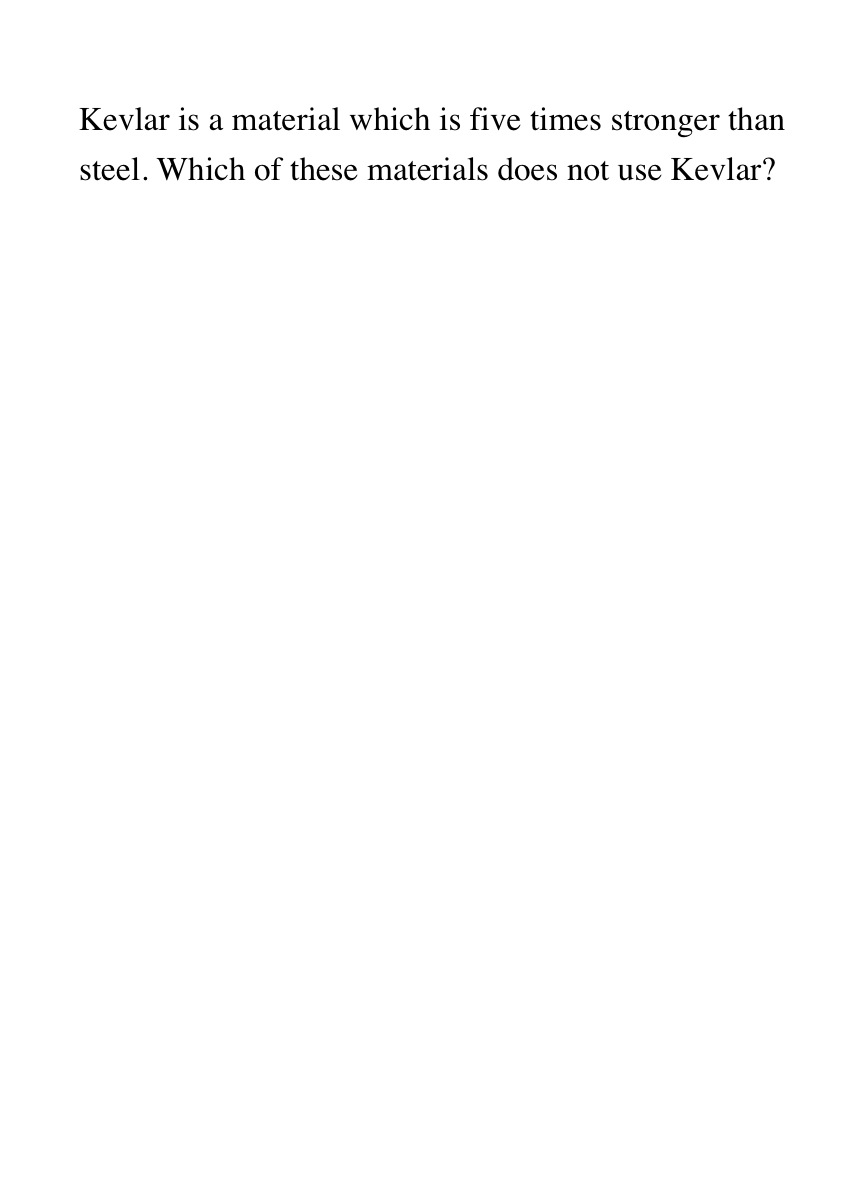 Kevlar is a material which is five times stronger than
steel. Which of these materials does not use Kevlar?